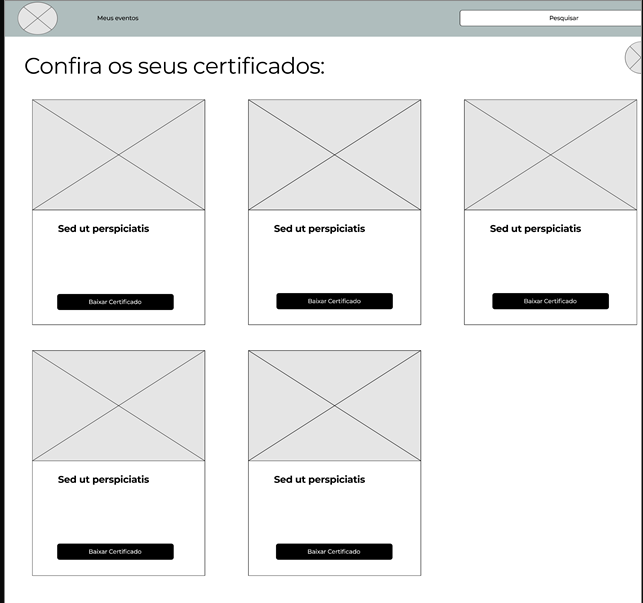 Meus eventos
Pesquisar
Confira os seus certificados:
Sed ut perspiciatis
Sed ut perspiciatis
Sed ut perspiciatis
Baixar Certificado
Baixar Certificado
Baixar Certificado
Sed ut perspiciatis
Sed ut perspiciatis
Baixar Certificado
Baixar Certificado